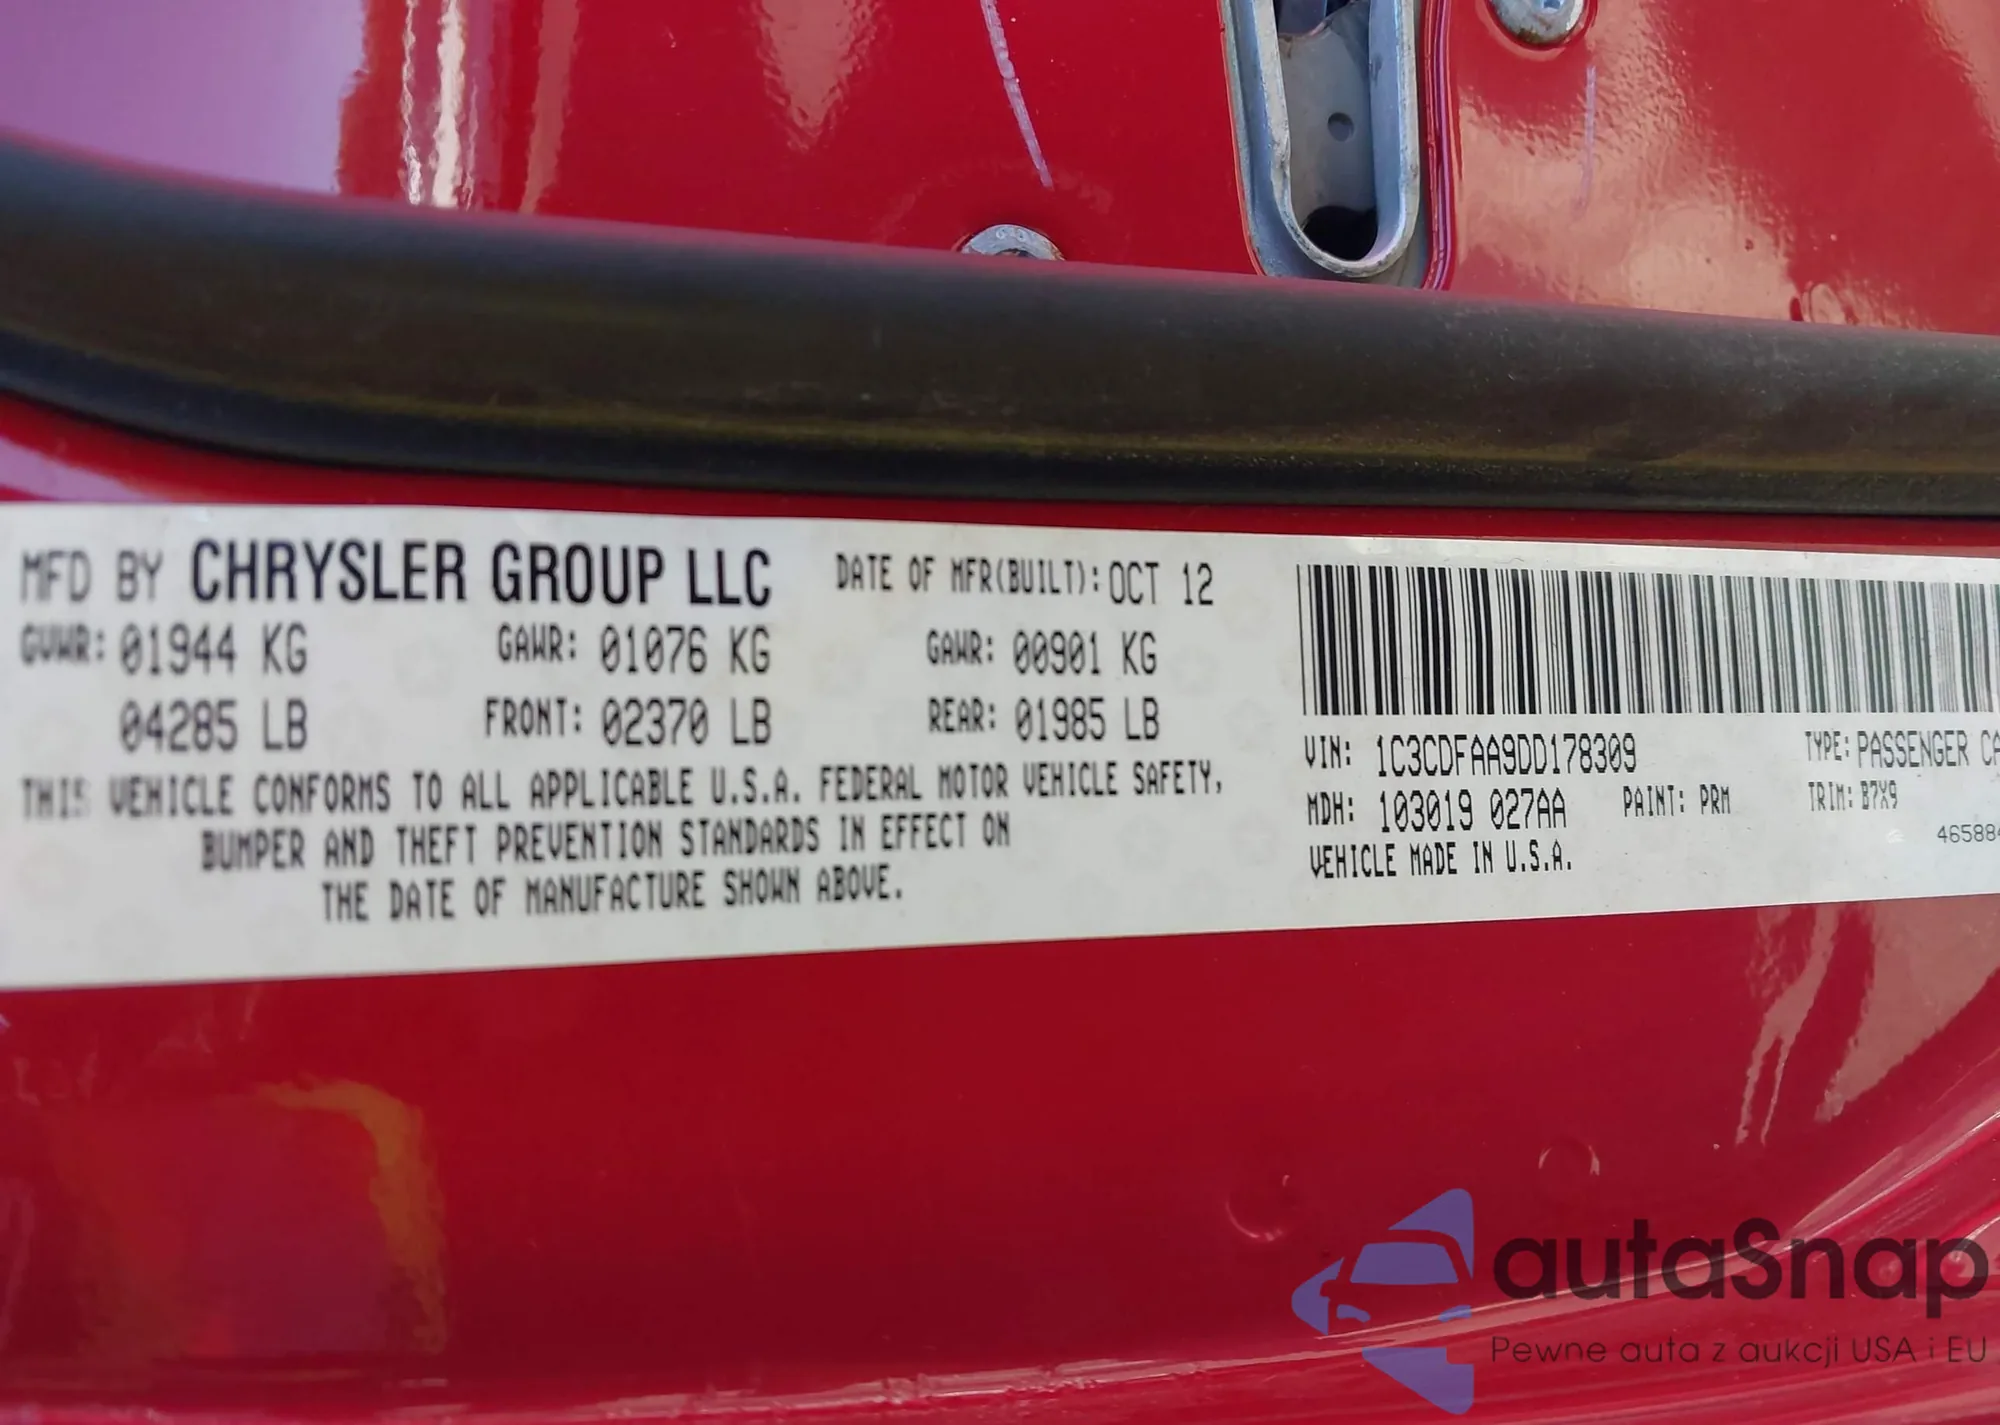 MFD BY CHRYSLER GROUP LLC DATE OF MFR(BUILT): OCT 12
GVWR: 01944 KG GAWR: 01076 KG GAWR: 00901 KG
04285 LB FRONT: 02370 LB REAR: 01985 LB
THIS VEHICLE CONFORMS TO ALL APPLICABLE U.S.A. FEDERAL MOTOR VEHICLE SAFETY,
BUMPER AND THEFT PREVENTION STANDARDS IN EFFECT ON
THE DATE OF MANUFACTURE SHOWN ABOVE.
VIN: 1C3CDFAA9DD178309 TYPE: PASSENGER CA
MDH: 103019 027AA PAINT: PRM TRIM: B7X9
VEHICLE MADE IN U.S.A. 46588
autaSnap
Pewne auta z aukcji USA i EU